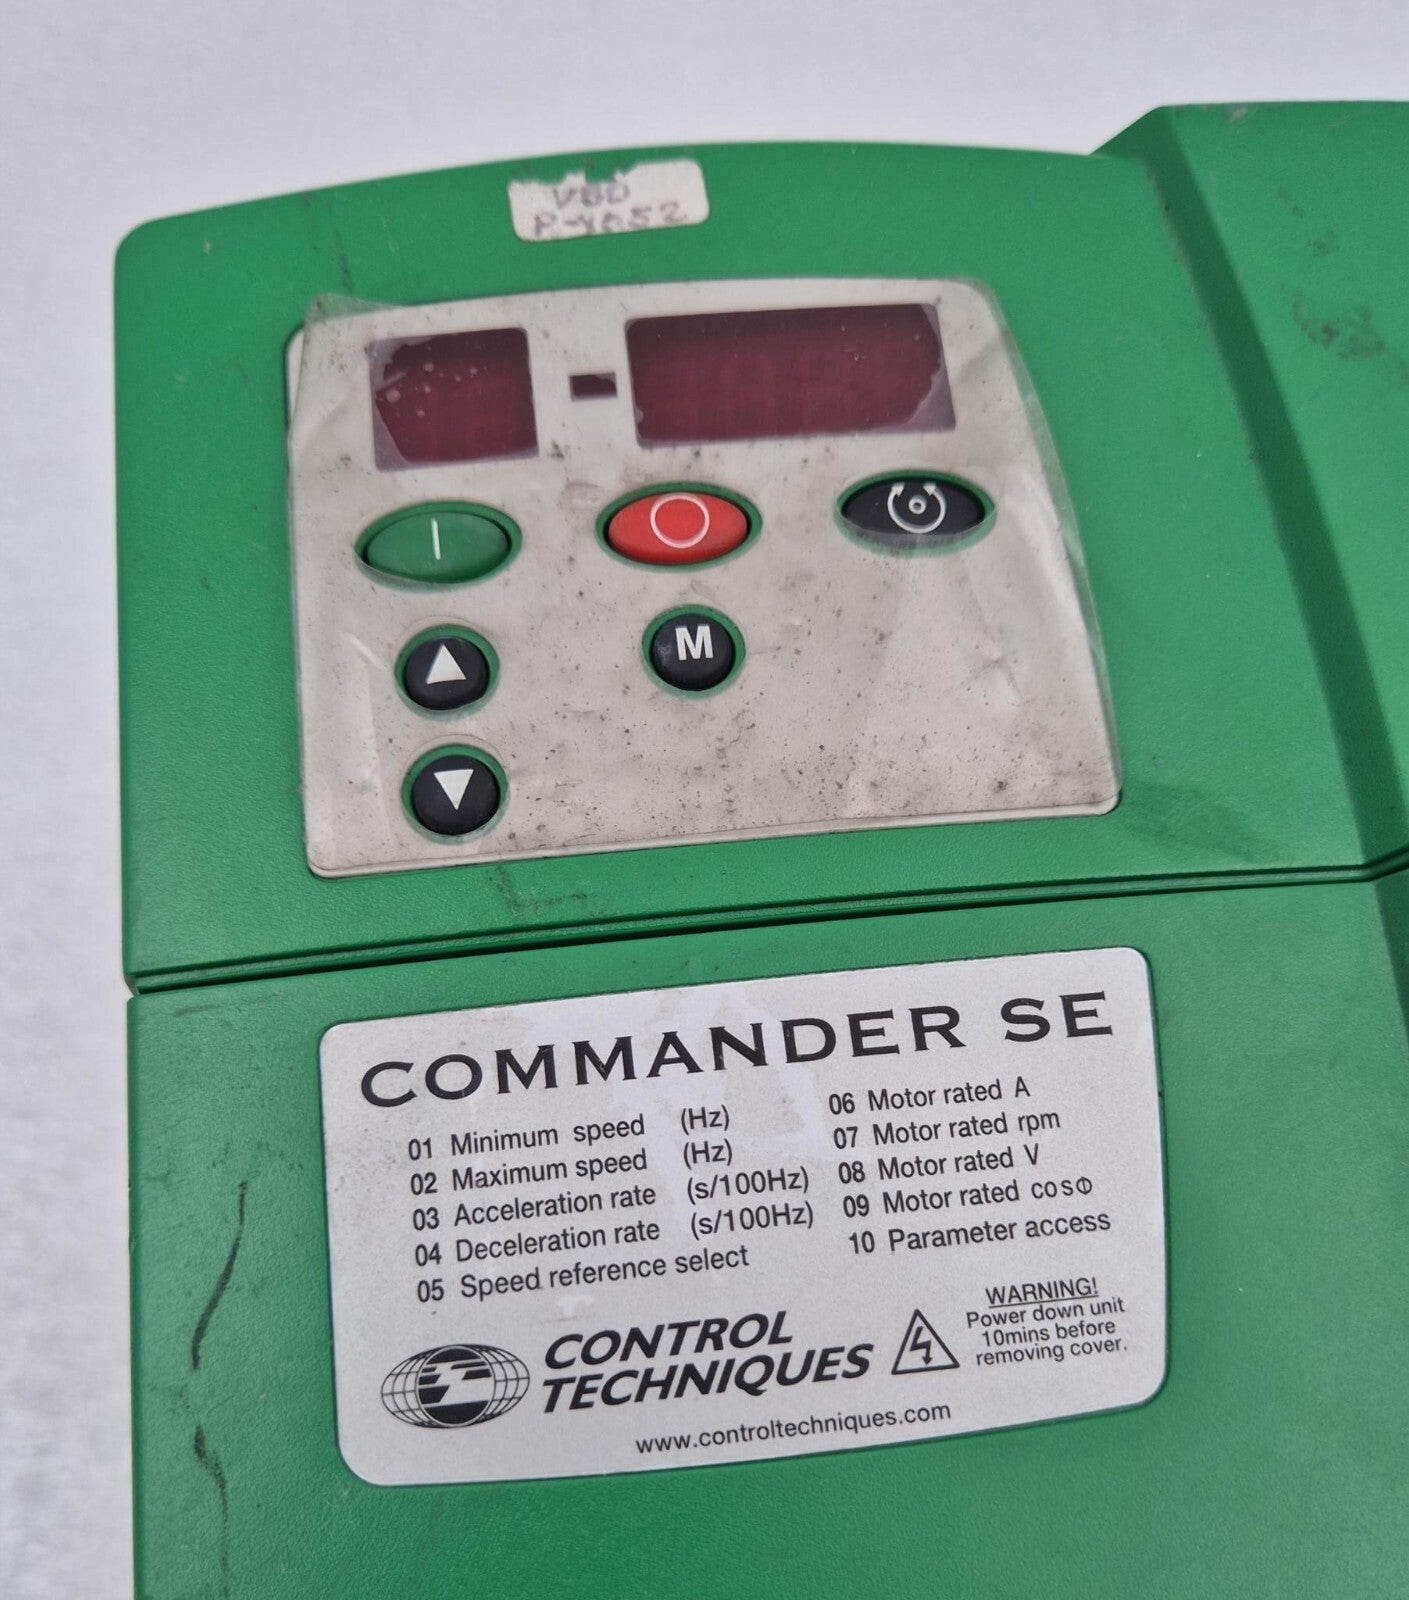 M
COMMANDER SE
01 Minimum speed (Hz)
02 Maximum speed (Hz)
03 Acceleration rate (s/100Hz)
04 Deceleration rate (s/100Hz)
05 Speed reference select
06 Motor rated A
07 Motor rated rpm
08 Motor rated V
09 Motor rated cosΦ
10 Parameter access
CONTROL
TECHNIQUES
WARNING!
Power down unit
10mins before
removing cover.
www.controltechniques.com